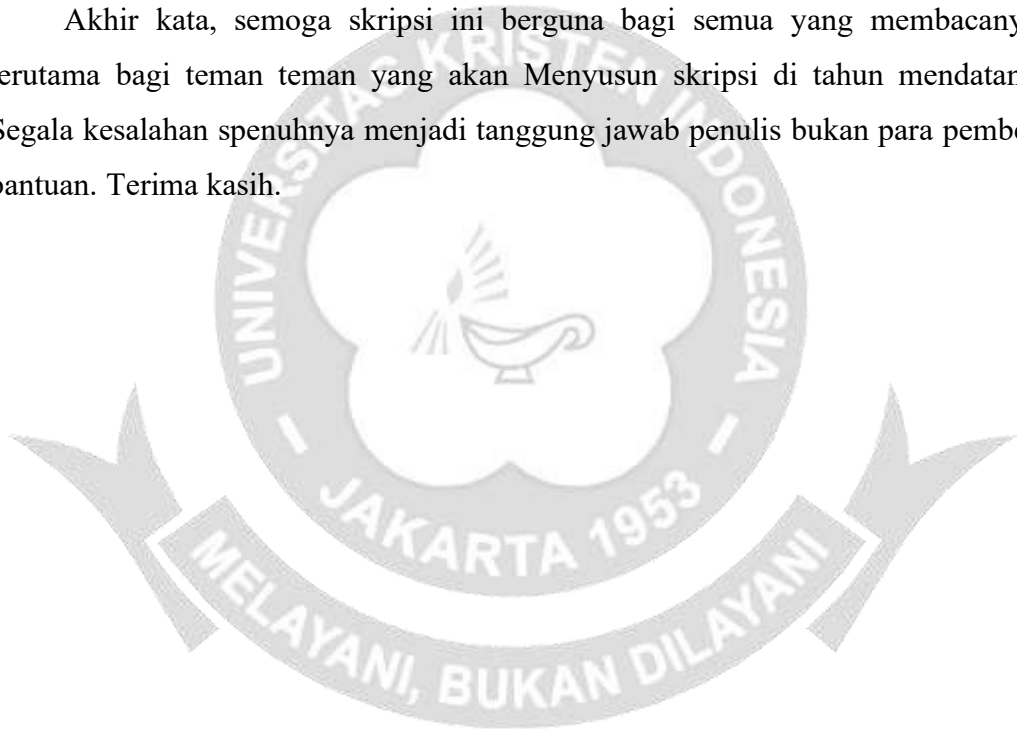 Akhir kata, semoga skripsi ini berguna bagi semua yang membacany
erutama bagi teman teman yang akan Menyusun skripsi di tahun mendatan
Segala kesalahan spenuhnya menjadi tanggung jawab penulis bukan para pembe
bantuan. Terima kasih.
UNIVERSITAS KRISTEN INDONESIA
JAKARTA 1953
MELAYANI, BUKAN DILAYANI